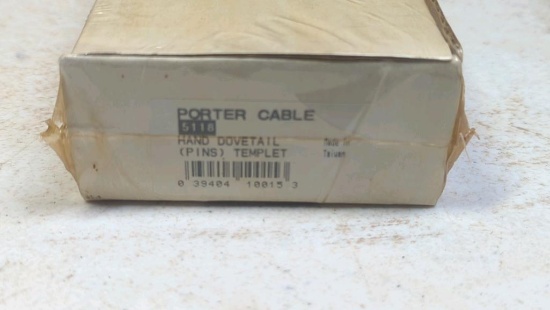 PORTER CABLE
5116
HAND DOVETAIL
(PINS) TEMPLET
Made in
Taiwan
0 39404 10015 3